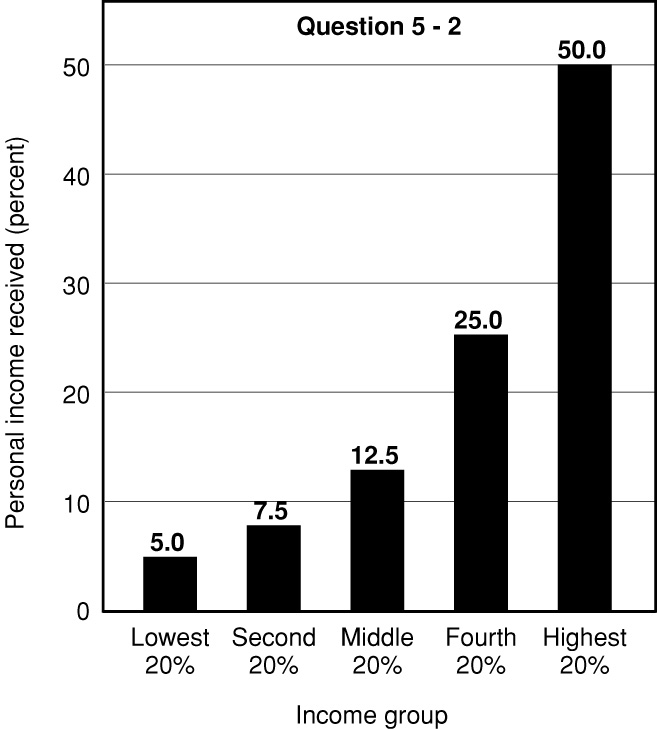 Question 5 - 2
Personal income received (percent)
50
40
30
20
10
0
5.0
7.5
12.5
25.0
50.0
Lowest 20%
Second 20%
Middle 20%
Fourth 20%
Highest 20%
Income group